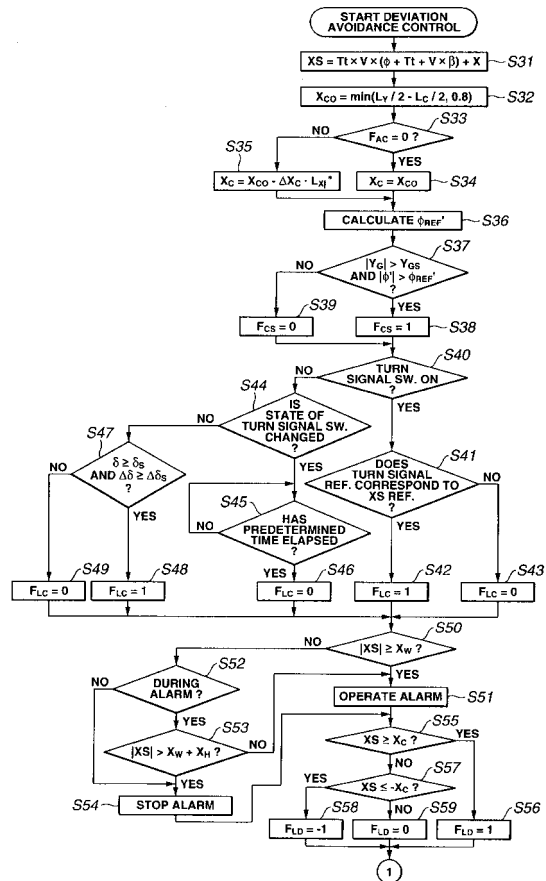 START DEVIATION
AVOIDANCE CONTROL
XS = Tt × V × (ϕ + Tt + V × β) + X
S31
XCO = min(LY / 2 - LC / 2, 0.8)
S32
FAC = 0 ?
S33
NO
YES
S35
XC = XCO - ΔXC · LXj*
XC = XCO
S34
CALCULATE ϕREF'
S36
S37
|YG| > YGS
AND |ϕ'| > ϕREF'
?
NO
YES
S39
FCS = 0
FCS = 1
S38
S40
TURN
SIGNAL SW. ON
?
NO
YES
S44
IS
STATE OF
TURN SIGNAL SW.
CHANGED
?
NO
YES
S47
δ ≥ δS
AND Δδ ≥ ΔδS
?
NO
YES
S41
DOES
TURN SIGNAL
REF. CORRESPOND TO
XS REF.
?
NO
YES
S45
HAS
PREDETERMINED
TIME ELAPSED
?
YES
S49
FLC = 0
S48
FLC = 1
S46
FLC = 0
S42
FLC = 1
S43
FLC = 0
S50
|XS| ≥ XW ?
NO
YES
S52
DURING
ALARM ?
NO
YES
OPERATE ALARM
S51
S53
|XS| > XW + XH ?
NO
YES
S54
STOP ALARM
S55
XS ≥ XC ?
YES
NO
S57
XS ≤ -XC ?
YES
NO
S58
FLD = -1
S59
FLD = 0
S56
FLD = 1
1